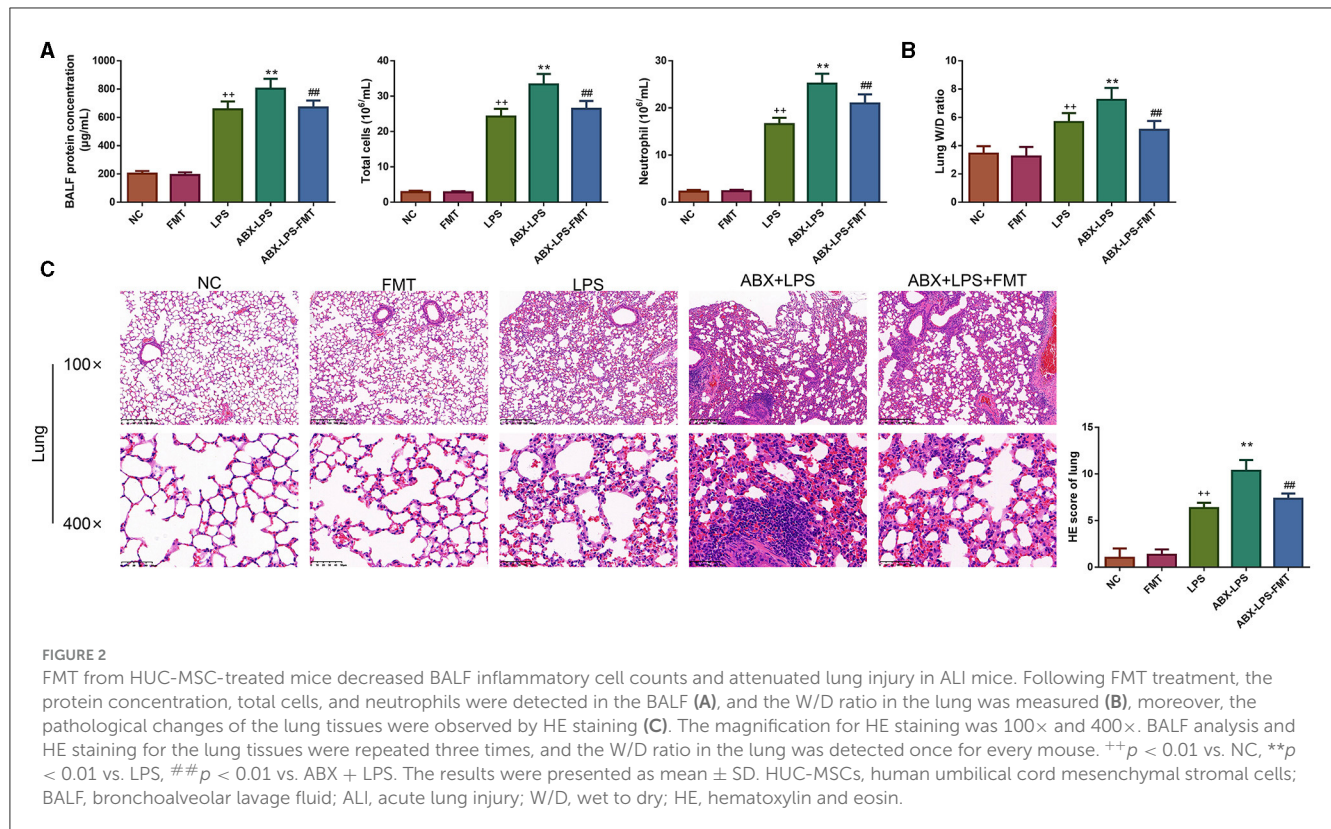 A
BALF protein concentration
(μg/mL)
1000
800
600
400
200
0
++
**
##
NC
FMT
LPS
ABX-LPS
ABX-LPS-FMT
Total cells (10⁶/mL)
40
30
20
10
0
++
**
##
NC
FMT
LPS
ABX-LPS
ABX-LPS-FMT
Neutrophil (10⁶/mL)
30
20
10
0
++
**
##
NC
FMT
LPS
ABX-LPS
ABX-LPS-FMT
B
Lung W/D ratio
10
8
6
4
2
0
++
**
##
NC
FMT
LPS
ABX-LPS
ABX-LPS-FMT
C
NC
FMT
LPS
ABX+LPS
ABX+LPS+FMT
Lung
100×
400×
HE score of lung
15
10
5
0
++
**
##
NC
FMT
LPS
ABX-LPS
ABX-LPS-FMT
FIGURE 2
FMT from HUC-MSC-treated mice decreased BALF inflammatory cell counts and attenuated lung injury in ALI mice. Following FMT treatment, the
protein concentration, total cells, and neutrophils were detected in the BALF (A), and the W/D ratio in the lung was measured (B), moreover, the
pathological changes of the lung tissues were observed by HE staining (C). The magnification for HE staining was 100× and 400×. BALF analysis and
HE staining for the lung tissues were repeated three times, and the W/D ratio in the lung was detected once for every mouse. ++p < 0.01 vs. NC, **p
< 0.01 vs. LPS, ##p < 0.01 vs. ABX + LPS. The results were presented as mean ± SD. HUC-MSCs, human umbilical cord mesenchymal stromal cells;
BALF, bronchoalveolar lavage fluid; ALI, acute lung injury; W/D, wet to dry; HE, hematoxylin and eosin.